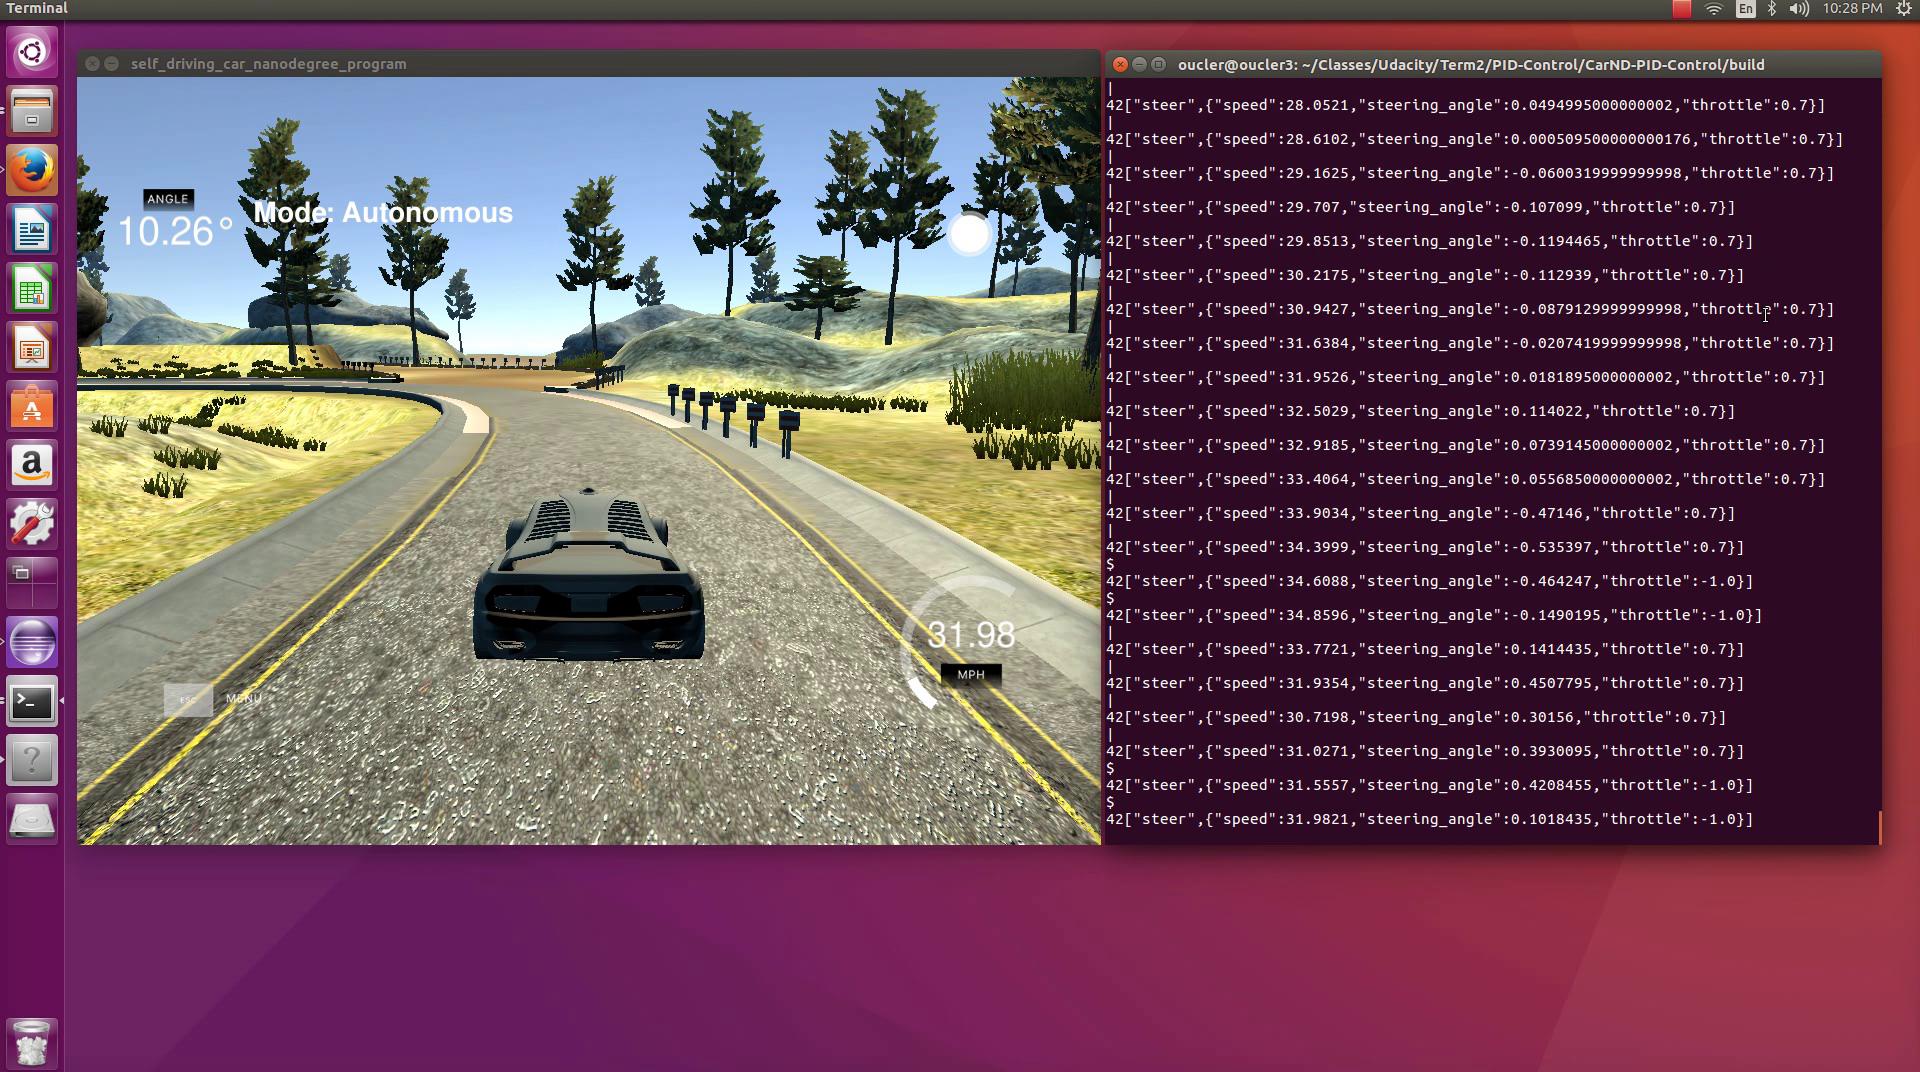 Terminal
En
10:28 PM
self_driving_car_nanodegree_program
ANGLE
10.26°
Mode: Autonomous
31.98
MPH
ESC
MENU
oucler@oucler3: ~/Classes/Udacity/Term2/PID-Control/CarND-PID-Control/build
|
42["steer",{"speed":28.0521,"steering_angle":0.0494995000000002,"throttle":0.7}]
|
42["steer",{"speed":28.6102,"steering_angle":0.000509500000000176,"throttle":0.7}]
|
42["steer",{"speed":29.1625,"steering_angle":-0.0600319999999998,"throttle":0.7}]
|
42["steer",{"speed":29.707,"steering_angle":-0.107099,"throttle":0.7}]
|
42["steer",{"speed":29.8513,"steering_angle":-0.1194465,"throttle":0.7}]
|
42["steer",{"speed":30.2175,"steering_angle":-0.112939,"throttle":0.7}]
|
42["steer",{"speed":30.9427,"steering_angle":-0.0879129999999998,"throttle":0.7}]
|
42["steer",{"speed":31.6384,"steering_angle":-0.0207419999999998,"throttle":0.7}]
|
42["steer",{"speed":31.9526,"steering_angle":0.0181895000000002,"throttle":0.7}]
|
42["steer",{"speed":32.5029,"steering_angle":0.114022,"throttle":0.7}]
|
42["steer",{"speed":32.9185,"steering_angle":0.0739145000000002,"throttle":0.7}]
|
42["steer",{"speed":33.4064,"steering_angle":0.0556850000000002,"throttle":0.7}]
|
42["steer",{"speed":33.9034,"steering_angle":-0.47146,"throttle":0.7}]
|
42["steer",{"speed":34.3999,"steering_angle":-0.535397,"throttle":0.7}]
$
42["steer",{"speed":34.6088,"steering_angle":-0.464247,"throttle":-1.0}]
$
42["steer",{"speed":34.8596,"steering_angle":-0.1490195,"throttle":-1.0}]
|
42["steer",{"speed":33.7721,"steering_angle":0.1414435,"throttle":0.7}]
|
42["steer",{"speed":31.9354,"steering_angle":0.4507795,"throttle":0.7}]
|
42["steer",{"speed":30.7198,"steering_angle":0.30156,"throttle":0.7}]
|
42["steer",{"speed":31.0271,"steering_angle":0.3930095,"throttle":0.7}]
$
42["steer",{"speed":31.5557,"steering_angle":0.4208455,"throttle":-1.0}]
$
42["steer",{"speed":31.9821,"steering_angle":0.1018435,"throttle":-1.0}]